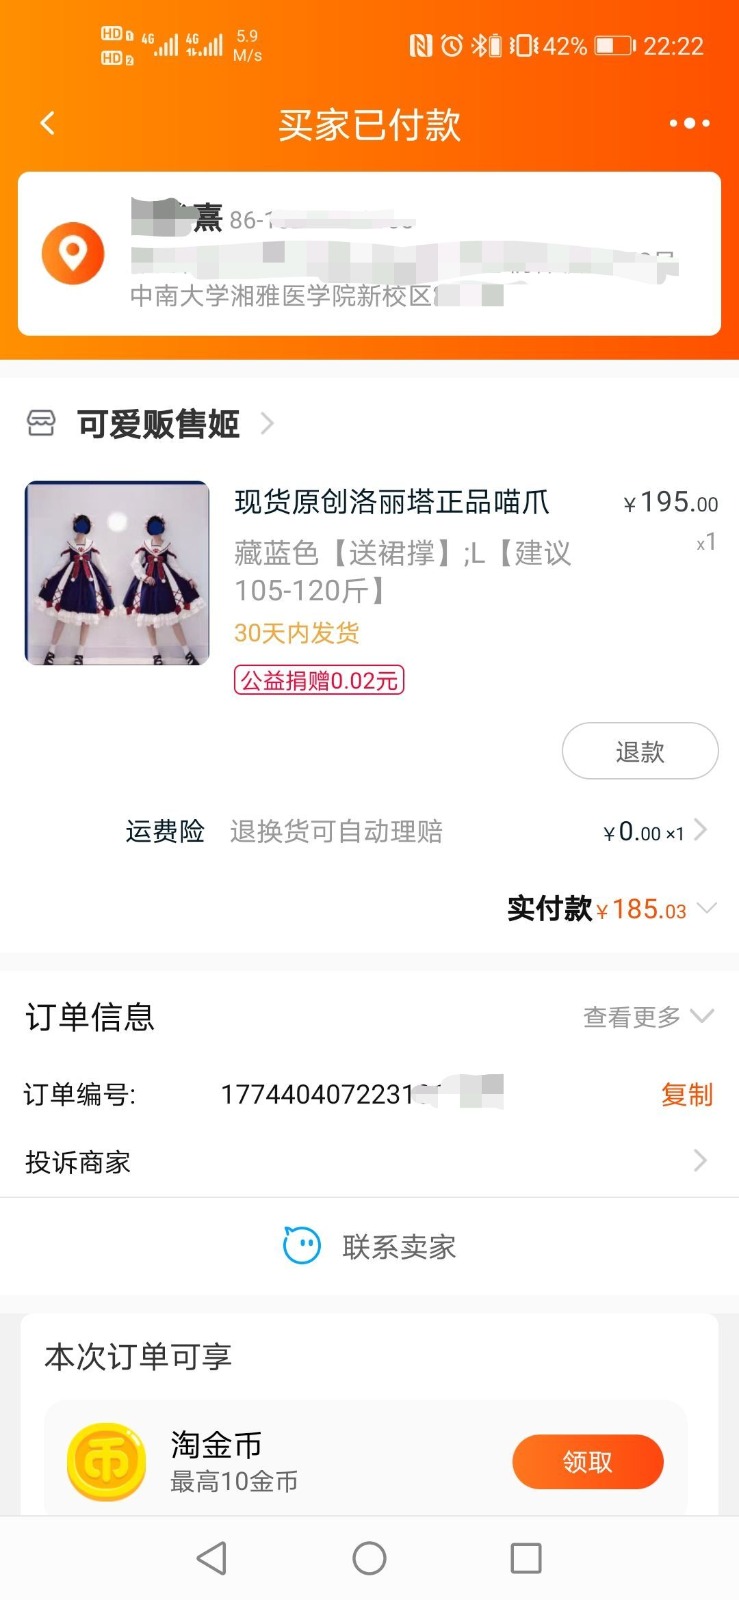 HD 1 4G 4G 5.9
HD 2 M/s
42% 22:22
买家已付款
熹 86-1
中南大学湘雅医学院新校区
可爱贩售姬
现货原创洛丽塔正品喵爪 ¥195.00
藏蓝色【送裙撑】;L【建议 x1
105-120斤】
30天内发货
公益捐赠0.02元
退款
运费险 退换货可自动理赔 ¥0.00 ×1
实付款 ¥185.03
订单信息 查看更多
订单编号: 1774404072231 复制
投诉商家
联系卖家
本次订单可享
币 淘金币
最高10金币
领取